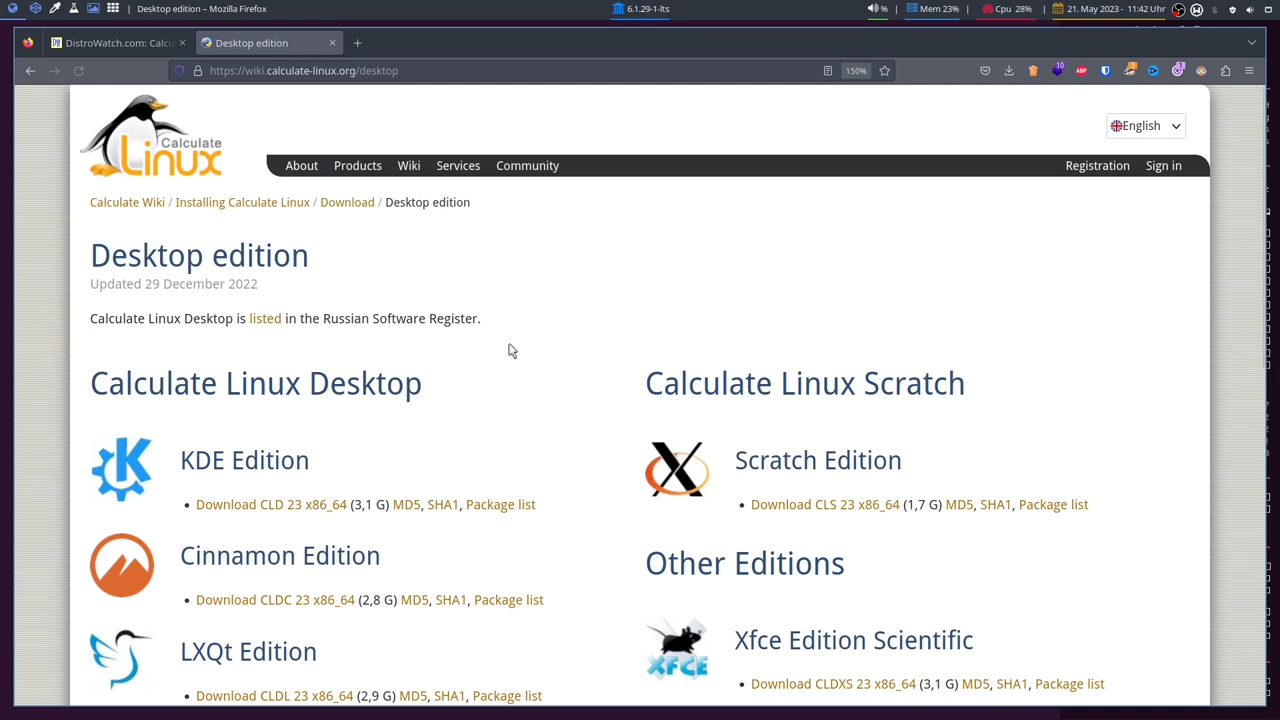 Desktop edition — Mozilla Firefox
6.1.29-1-lts
%
Mem 23%
Cpu 28%
21. May 2023 - 11:42 Uhr
DistroWatch.com: Calcu
Desktop edition
https://wiki.calculate-linux.org/desktop
150%
10
ABP
Calculate
Linux
English
About Products Wiki Services Community
Registration Sign in
Calculate Wiki / Installing Calculate Linux / Download / Desktop edition
Desktop edition
Updated 29 December 2022
Calculate Linux Desktop is listed in the Russian Software Register.
Calculate Linux Desktop
KDE Edition
• Download CLD 23 x86_64 (3,1 G) MD5, SHA1, Package list
Cinnamon Edition
• Download CLDC 23 x86_64 (2,8 G) MD5, SHA1, Package list
LXQt Edition
• Download CLDL 23 x86_64 (2,9 G) MD5, SHA1, Package list
Calculate Linux Scratch
Scratch Edition
• Download CLS 23 x86_64 (1,7 G) MD5, SHA1, Package list
Other Editions
XFCE
Xfce Edition Scientific
• Download CLDXS 23 x86_64 (3,1 G) MD5, SHA1, Package list